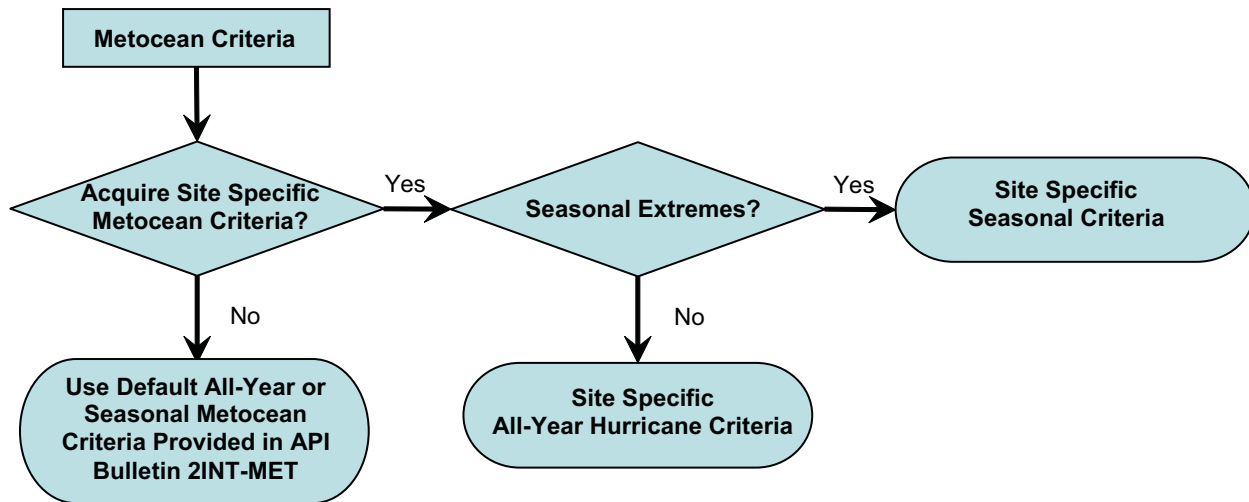 Metocean Criteria
Acquire Site Specific
Metocean Criteria?
Yes
Seasonal Extremes?
Yes
Site Specific
Seasonal Criteria
No
No
Use Default All-Year or
Seasonal Metocean
Criteria Provided in API
Bulletin 2INT-MET
Site Specific
All-Year Hurricane Criteria